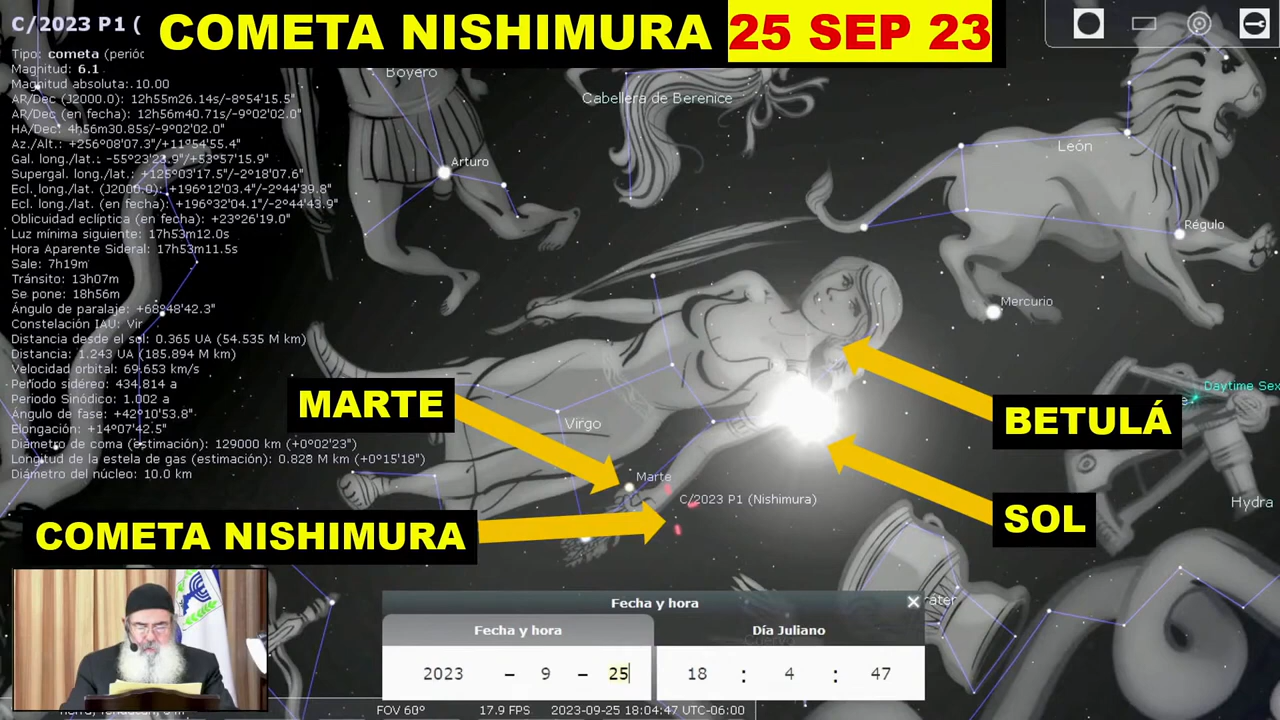 C/2023 P1 (
COMETA NISHIMURA 25 SEP 23
Tipo: cometa (perió
Magnitud: 6.1
Magnitud absoluta: 10.00
AR/Dec (J2000.0): 12h55m26.14s/-8°54'15.5"
AR/Dec (en fecha): 12h56m40.71s/-9°02'02.0"
HA/Dec: 4h56m30.85s/-9°02'02.0"
Az./Alt.: +256°08'07.3"/+11°54'55.4"
Gal. long./lat.: -55°23'23.9"/+53°57'15.9"
Supergal. long./lat.: +125°03'17.5"/-2°18'07.6"
Ecl. long./lat. (J2000.0): +196°12'03.4"/-2°44'39.8"
Ecl. long./lat. (en fecha): +196°32'04.1"/-2°44'43.9"
Oblicuidad eclíptica (en fecha): +23°26'19.0"
Luz mínima siguiente: 17h53m12.0s
Hora Aparente Sideral: 17h53m11.5s
Sale: 7h19m
Tránsito: 13h07m
Se pone: 18h56m
Ángulo de paralaje: +68°48'42.3"
Constelación IAU: Vir
Distancia desde el sol: 0.365 UA (54.535 M km)
Distancia: 1.243 UA (185.894 M km)
Velocidad orbital: 69.653 km/s
Período sidéreo: 434.814 a
Periodo Sinódico: 1.002 a
Ángulo de fase: +42°10'53.8"
Elongación: +14°07'42.5"
Diámetro de coma (estimación): 129000 km (+0°02'23")
Longitud de la estela de gas (estimación): 0.828 M km (+0°15'18")
Diámetro del núcleo: 10.0 km
Boyero
Cabellera de Berenice
León
Arturo
Régulo
Mercurio
Daytime Sex
MARTE
Virgo
BETULÁ
Marte
C/2023 P1 (Nishimura)
Hydra
SOL
COMETA NISHIMURA
Fecha y hora
Fecha y hora
Día Juliano
2023 - 9 - 25
18 : 4 : 47
FOV 60°
17.9 FPS
2023-09-25 18:04:47 UTC-06:00